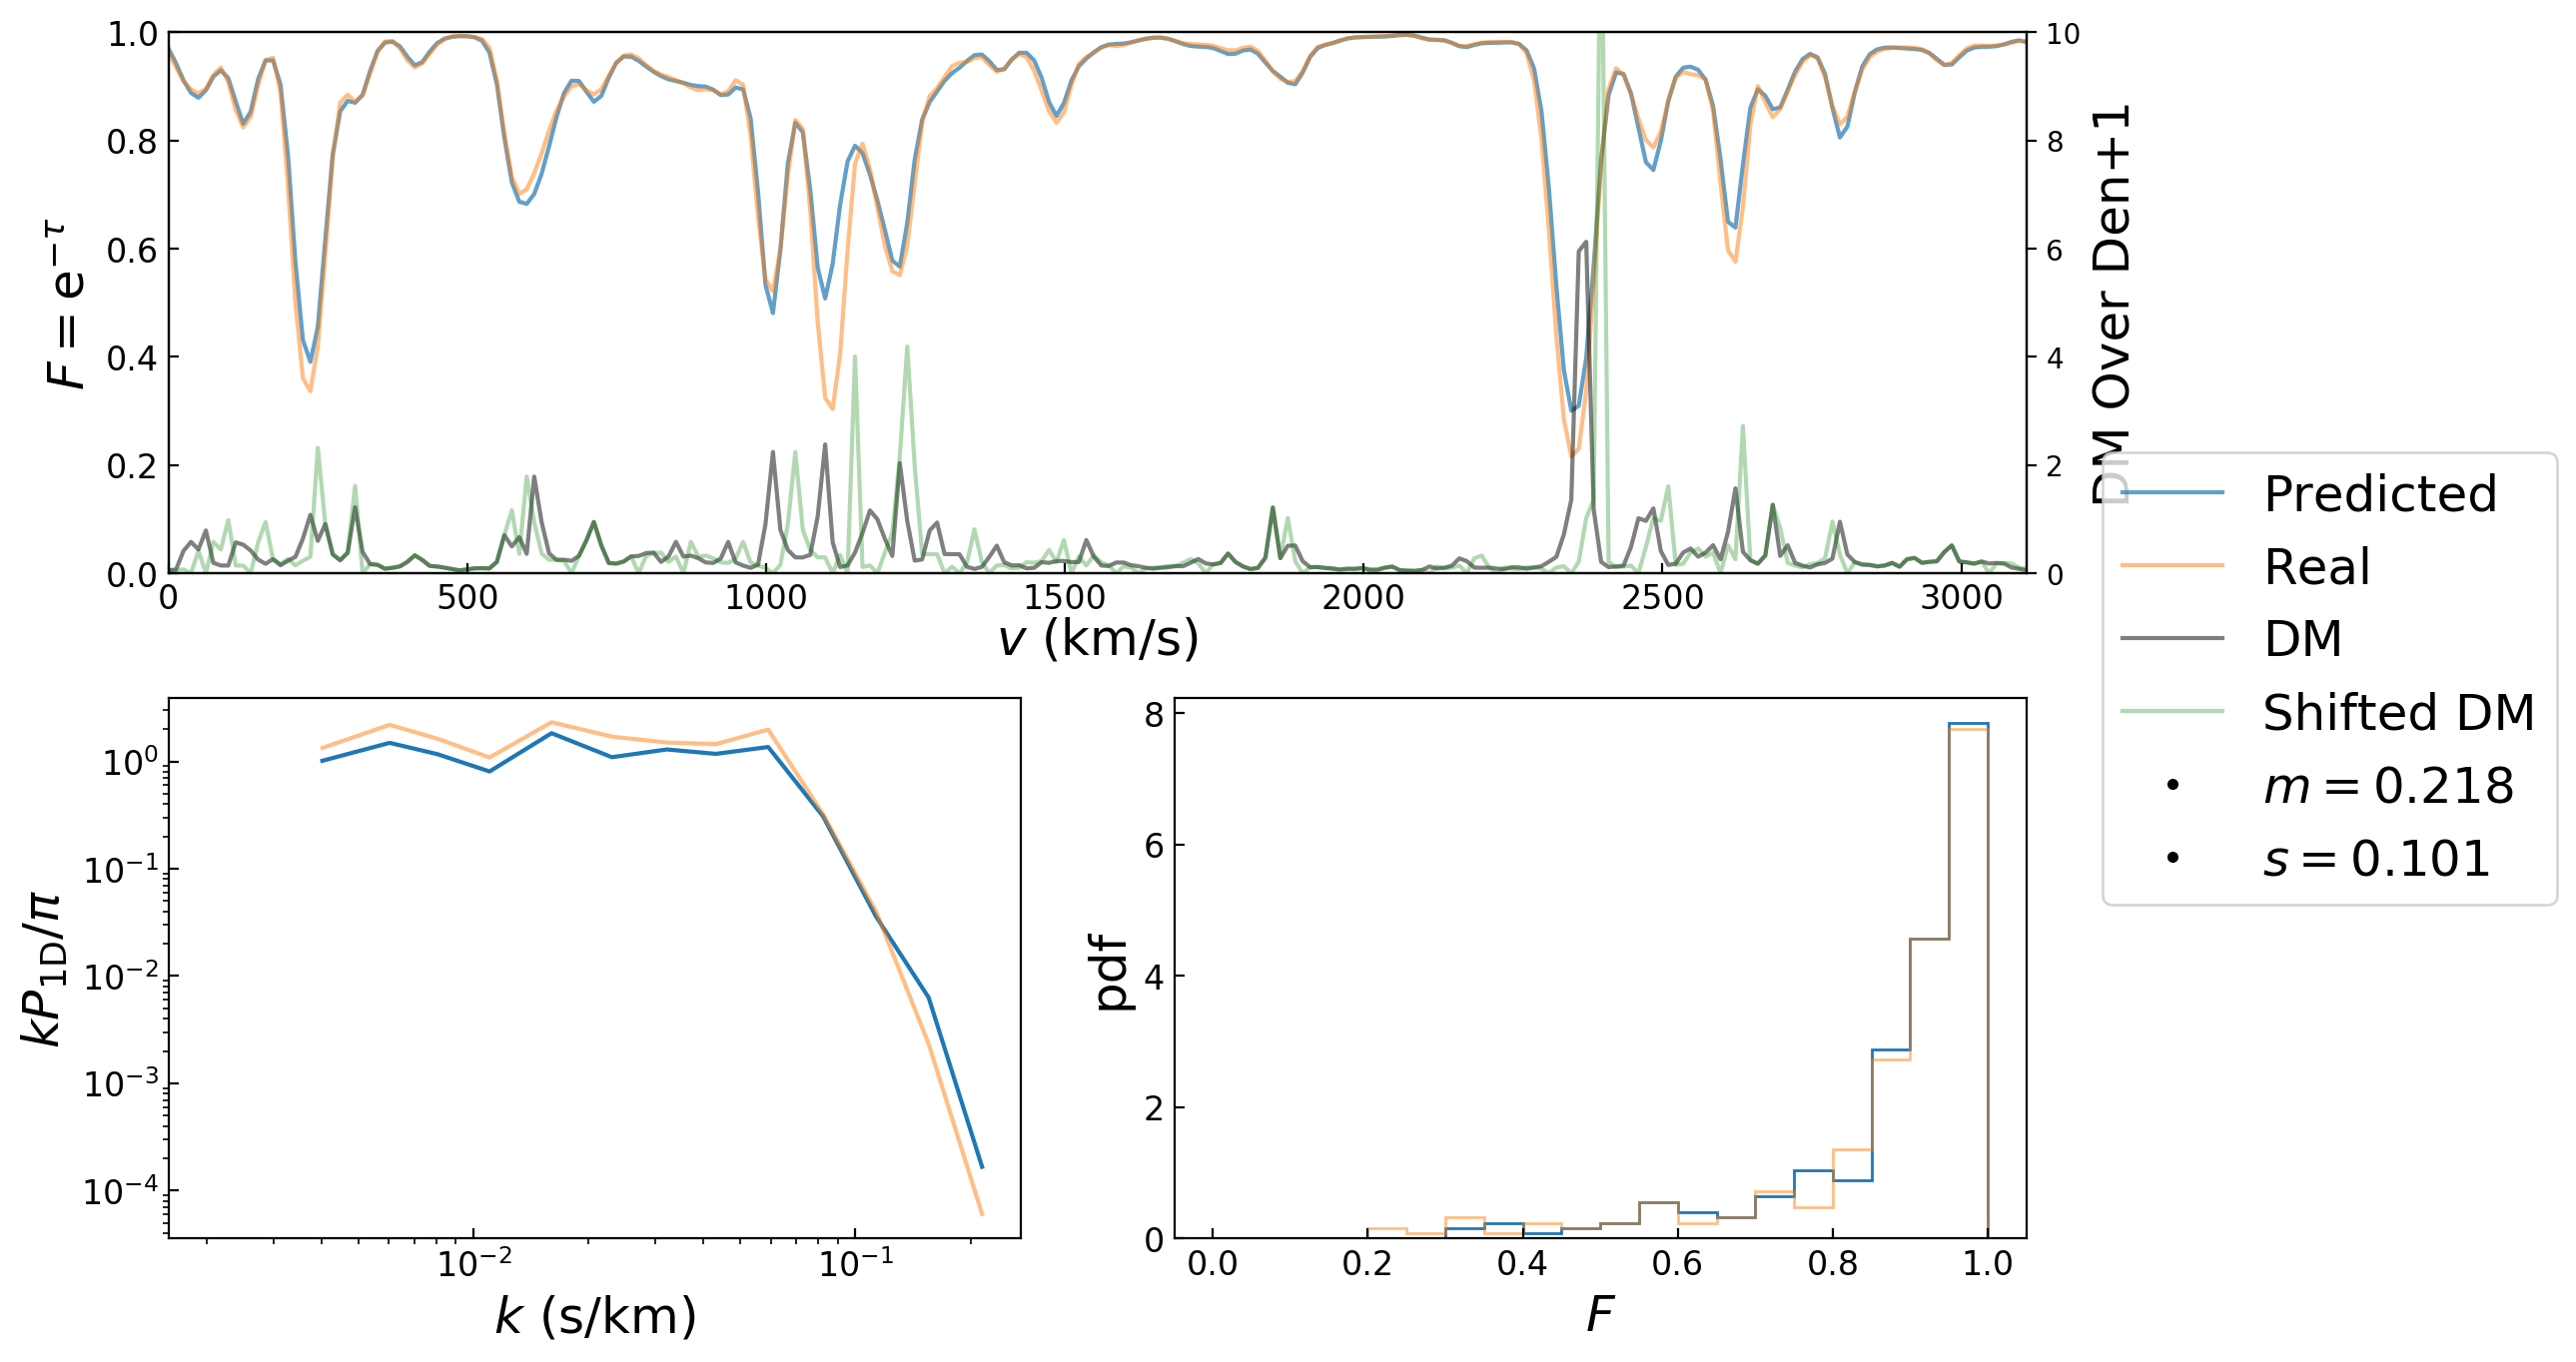 1.0
0.8
0.6
0.4
0.2
0.0
F = e^{−τ}
10
8
6
4
2
0
DM Over Den+1
0 500 1000 1500 2000 2500 3000
v (km/s)
Predicted
Real
DM
Shifted DM
m = 0.218
s = 0.101
10^0
10^{−1}
10^{−2}
10^{−3}
10^{−4}
kP_{1D}/π
10^{−2} 10^{−1}
k (s/km)
8
6
4
2
0
pdf
0.0 0.2 0.4 0.6 0.8 1.0
F